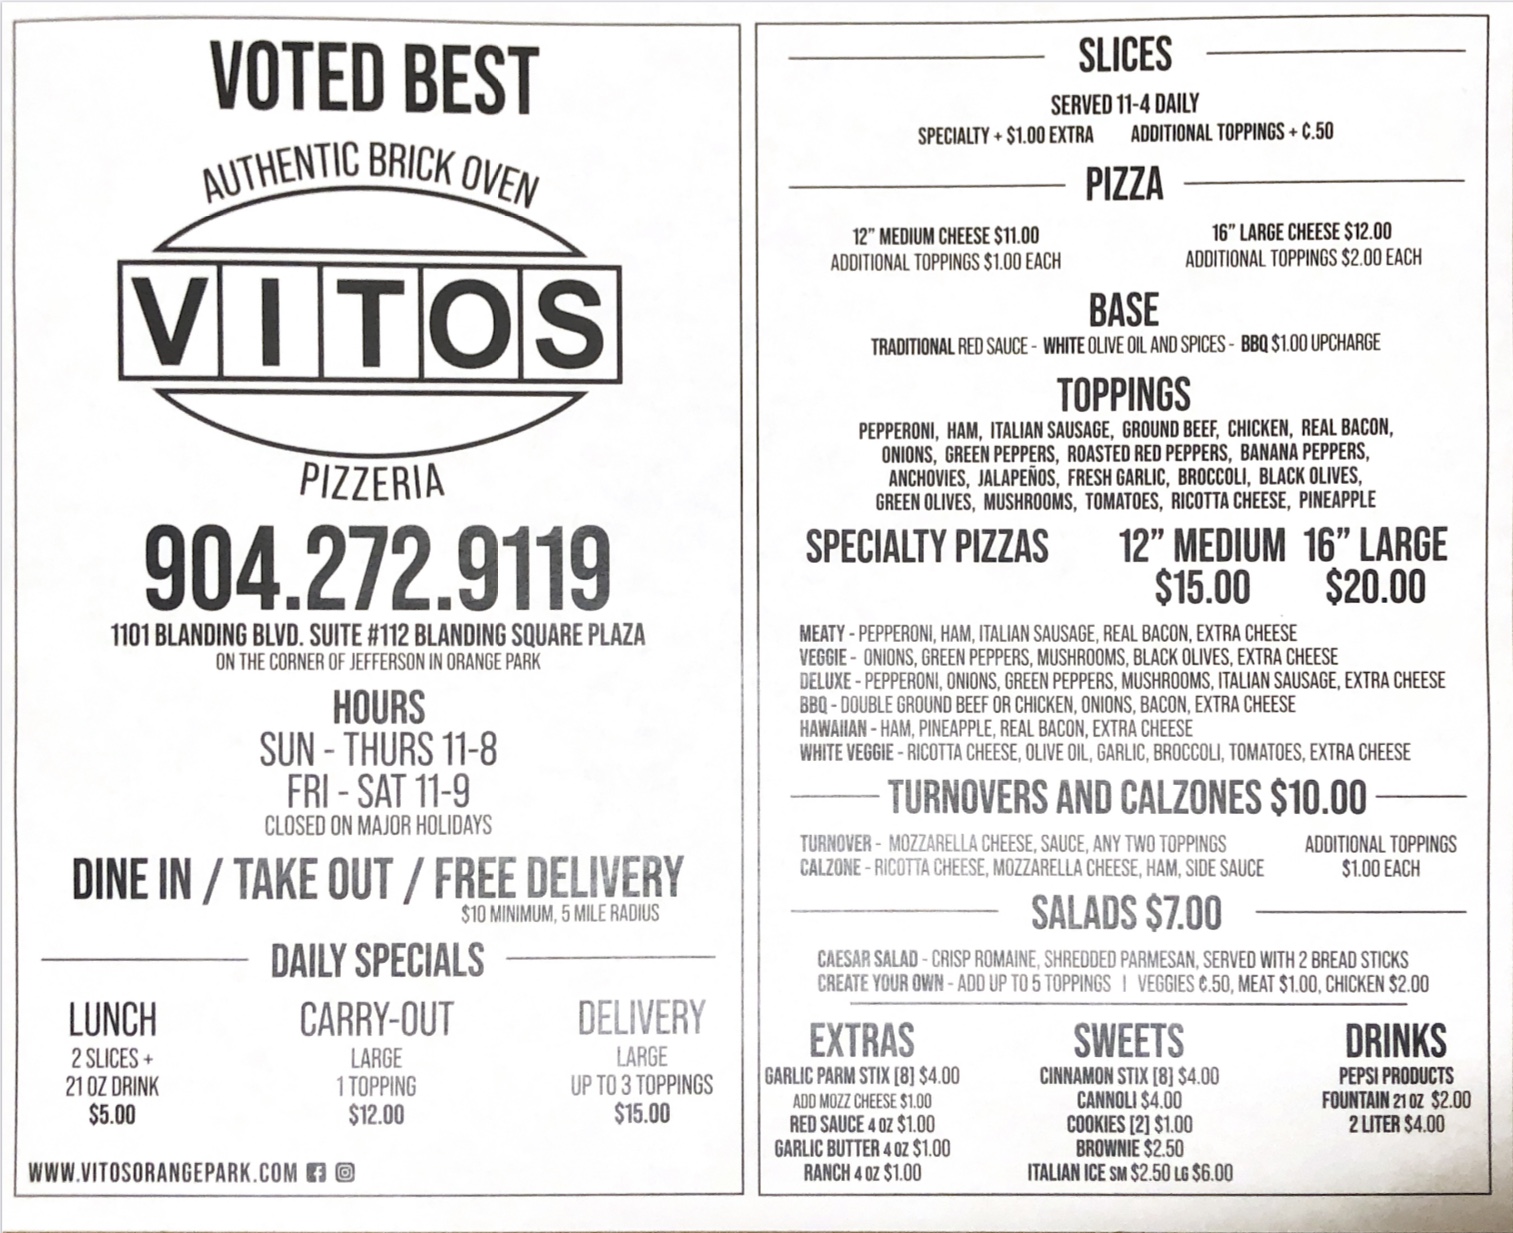 VOTED BEST
AUTHENTIC BRICK OVEN
VITOS
PIZZERIA
904.272.9119
1101 BLANDING BLVD. SUITE #112 BLANDING SQUARE PLAZA
ON THE CORNER OF JEFFERSON IN ORANGE PARK
HOURS
SUN - THURS 11-8
FRI - SAT 11-9
CLOSED ON MAJOR HOLIDAYS
DINE IN / TAKE OUT / FREE DELIVERY
$10 MINIMUM, 5 MILE RADIUS
DAILY SPECIALS
LUNCH
2 SLICES +
21 OZ DRINK
$5.00
CARRY-OUT
LARGE
1 TOPPING
$12.00
DELIVERY
LARGE
UP TO 3 TOPPINGS
$15.00
WWW.VITOSORANGEPARK.COM
SLICES
SERVED 11-4 DAILY
SPECIALTY + $1.00 EXTRA ADDITIONAL TOPPINGS + ¢.50
PIZZA
12” MEDIUM CHEESE $11.00
ADDITIONAL TOPPINGS $1.00 EACH
16” LARGE CHEESE $12.00
ADDITIONAL TOPPINGS $2.00 EACH
BASE
TRADITIONAL RED SAUCE - WHITE OLIVE OIL AND SPICES - BBQ $1.00 UPCHARGE
TOPPINGS
PEPPERONI, HAM, ITALIAN SAUSAGE, GROUND BEEF, CHICKEN, REAL BACON,
ONIONS, GREEN PEPPERS, ROASTED RED PEPPERS, BANANA PEPPERS,
ANCHOVIES, JALAPEÑOS, FRESH GARLIC, BROCCOLI, BLACK OLIVES,
GREEN OLIVES, MUSHROOMS, TOMATOES, RICOTTA CHEESE, PINEAPPLE
SPECIALTY PIZZAS 12” MEDIUM 16” LARGE
$15.00 $20.00
MEATY - PEPPERONI, HAM, ITALIAN SAUSAGE, REAL BACON, EXTRA CHEESE
VEGGIE - ONIONS, GREEN PEPPERS, MUSHROOMS, BLACK OLIVES, EXTRA CHEESE
DELUXE - PEPPERONI, ONIONS, GREEN PEPPERS, MUSHROOMS, ITALIAN SAUSAGE, EXTRA CHEESE
BBQ - DOUBLE GROUND BEEF OR CHICKEN, ONIONS, BACON, EXTRA CHEESE
HAWAIIAN - HAM, PINEAPPLE, REAL BACON, EXTRA CHEESE
WHITE VEGGIE - RICOTTA CHEESE, OLIVE OIL, GARLIC, BROCCOLI, TOMATOES, EXTRA CHEESE
TURNOVERS AND CALZONES $10.00
TURNOVER - MOZZARELLA CHEESE, SAUCE, ANY TWO TOPPINGS
CALZONE - RICOTTA CHEESE, MOZZARELLA CHEESE, HAM, SIDE SAUCE
ADDITIONAL TOPPINGS
$1.00 EACH
SALADS $7.00
CAESAR SALAD - CRISP ROMAINE, SHREDDED PARMESAN, SERVED WITH 2 BREAD STICKS
CREATE YOUR OWN - ADD UP TO 5 TOPPINGS | VEGGIES ¢.50, MEAT $1.00, CHICKEN $2.00
EXTRAS
GARLIC PARM STIX [8] $4.00
ADD MOZZ CHEESE $1.00
RED SAUCE 4 OZ $1.00
GARLIC BUTTER 4 OZ $1.00
RANCH 4 OZ $1.00
SWEETS
CINNAMON STIX [8] $4.00
CANNOLI $4.00
COOKIES [2] $1.00
BROWNIE $2.50
ITALIAN ICE SM $2.50 LG $6.00
DRINKS
PEPSI PRODUCTS
FOUNTAIN 21 OZ $2.00
2 LITER $4.00